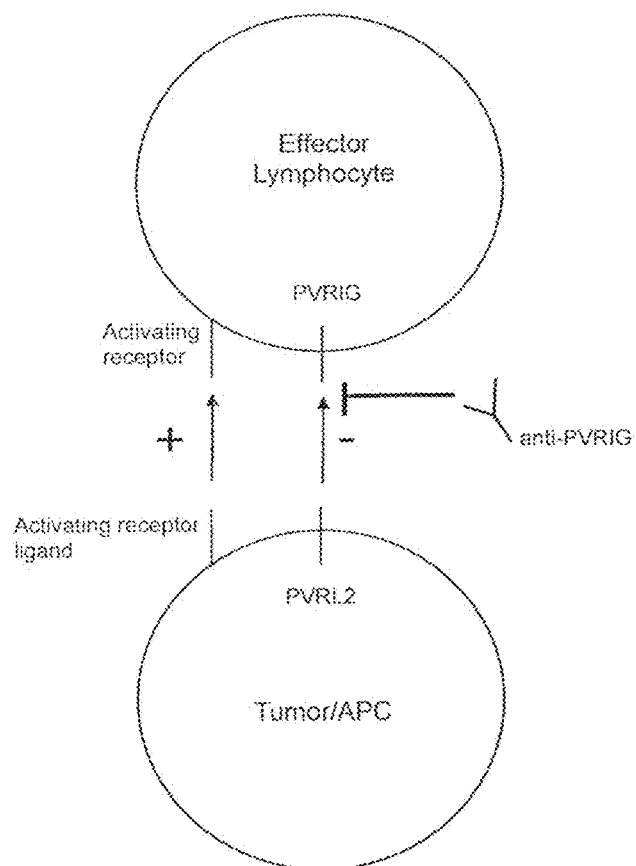 Effector
Lymphocyte
PVRIG
Activating
receptor
+
-
anti-PVRIG
Activating receptor
ligand
PVRL2
Tumor/APC